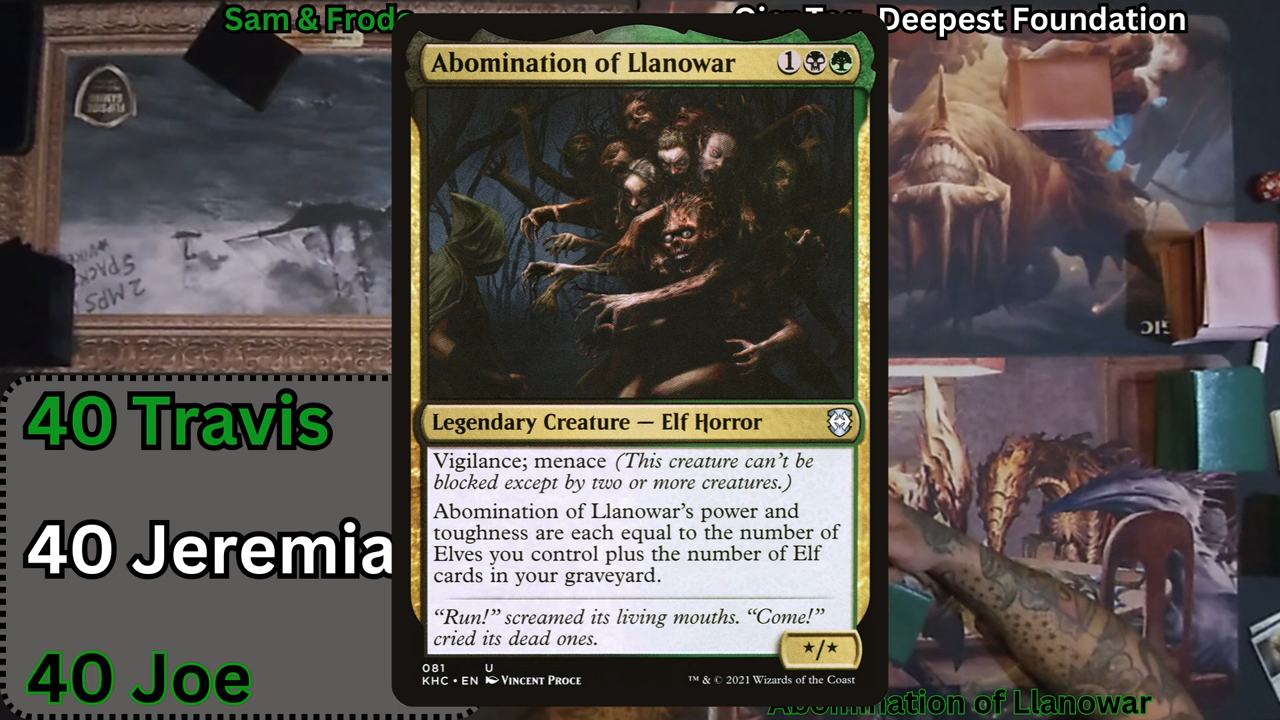 Sam & Frodo
Deepest Foundation
Abomination of Llanowar
1
Legendary Creature — Elf Horror
Vigilance; menace (This creature can't be
blocked except by two or more creatures.)
Abomination of Llanowar's power and
toughness are each equal to the number of
Elves you control plus the number of Elf
cards in your graveyard.
“Run!” screamed its living mouths. “Come!”
cried its dead ones.
★/★
081 U
KHC • EN VINCENT PROCE
™ & © 2021 Wizards of the Coast
40 Travis
40 Jeremia
40 Joe
2 MPS
5 PACK
Abomination of Llanowar